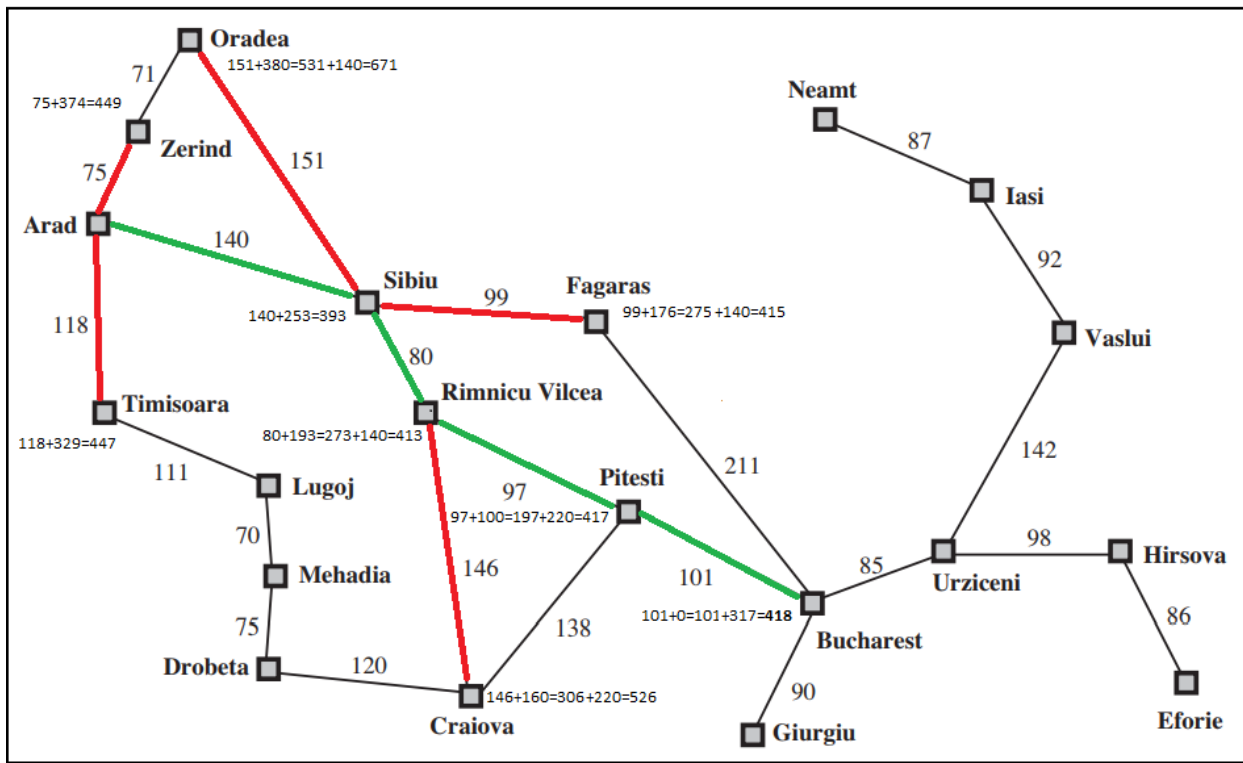 Oradea
151+380=531+140=671
71
Neamt
75+374=449
87
Zerind
151
75
Iasi
Arad
140
92
Sibiu
Fagaras
99
99+176=275+140=415
140+253=393
118
Vaslui
80
Rimnicu Vilcea
Timisoara
80+193=273+140=413
118+329=447
142
111
211
Pitesti
Lugoj
97
97+100=197+220=417
70
98
Hirsova
146
Mehadia
101
85
Urziceni
101+0=101+317=418
75
138
Bucharest
86
Drobeta
120
146+160=306+220=526
90
Craiova
Giurgiu
Eforie